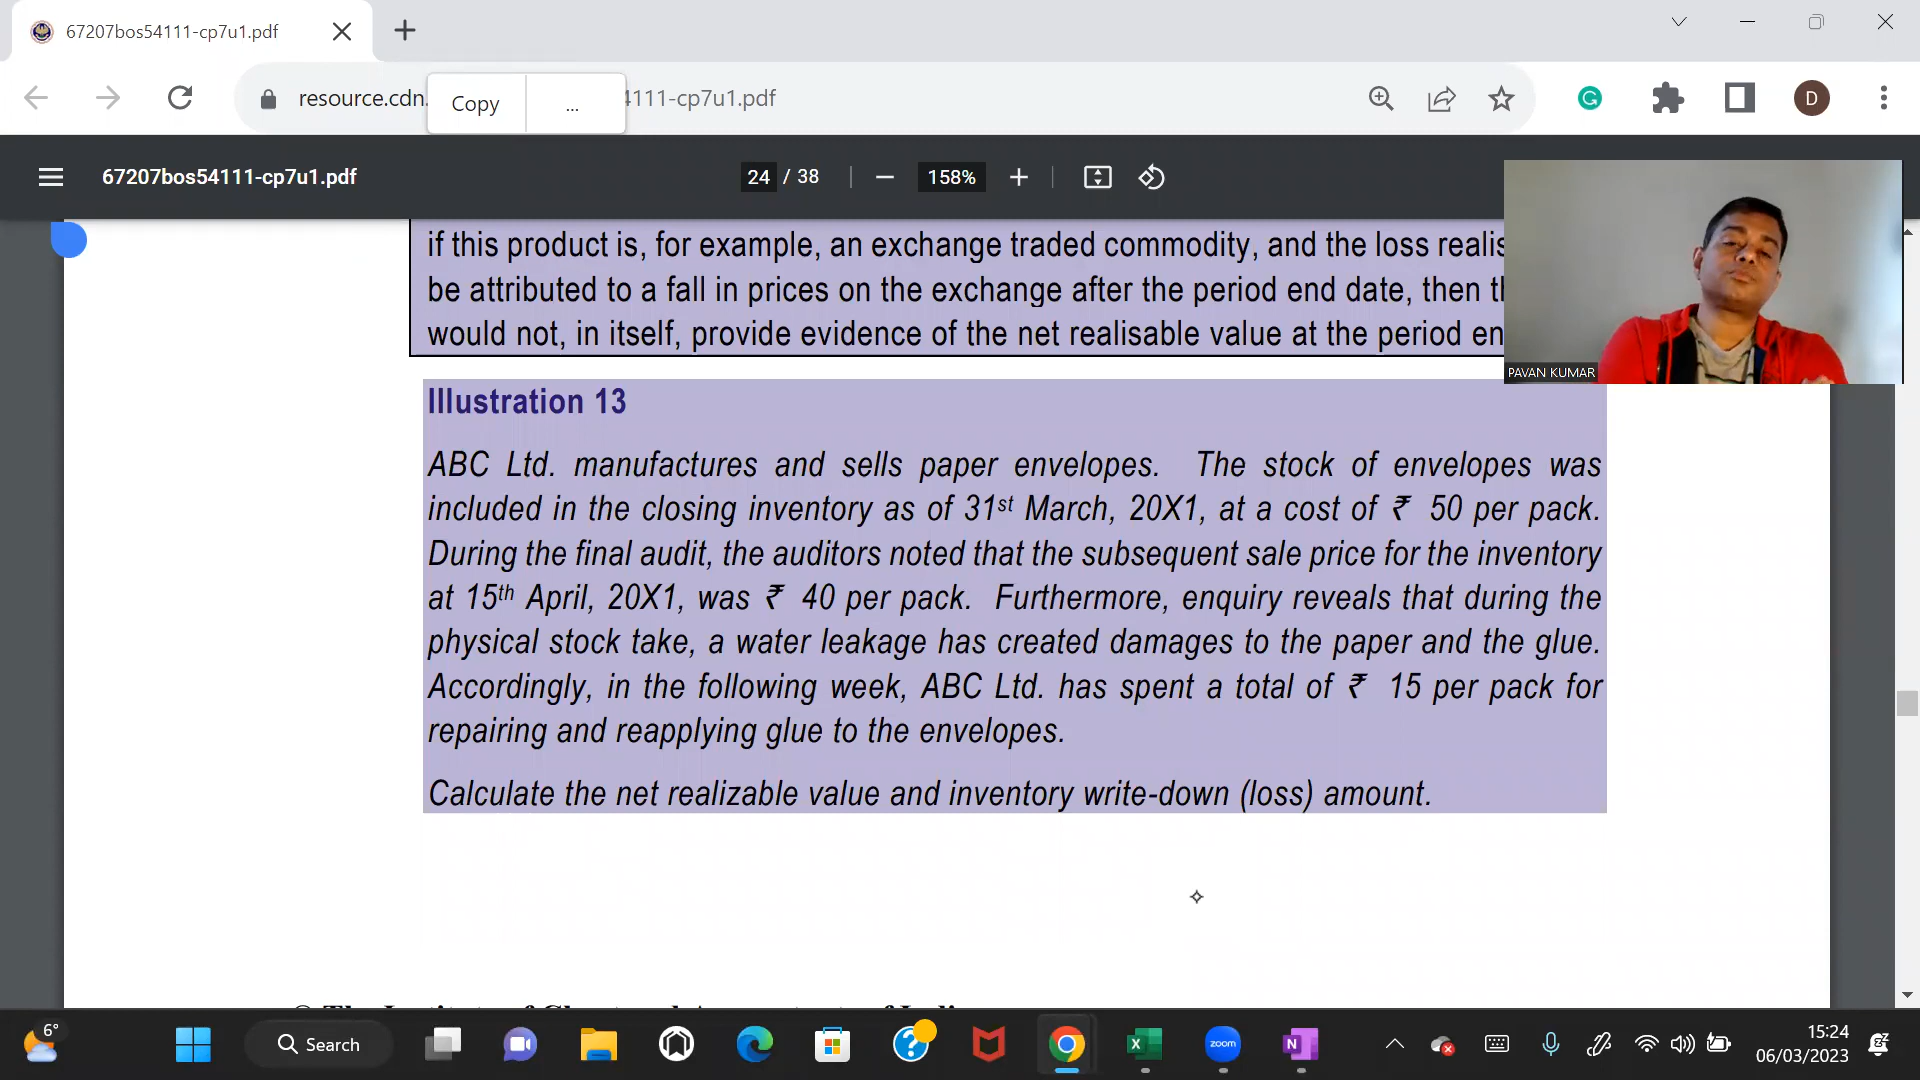 67207bos54111-cp7u1.pdf
resource.cdn.
Copy
...
4111-cp7u1.pdf
D
67207bos54111-cp7u1.pdf
24 / 38
158%
if this product is, for example, an exchange traded commodity, and the loss realis
be attributed to a fall in prices on the exchange after the period end date, then th
would not, in itself, provide evidence of the net realisable value at the period en
PAVAN KUMAR
Illustration 13
ABC Ltd. manufactures and sells paper envelopes. The stock of envelopes was
included in the closing inventory as of 31st March, 20X1, at a cost of ₹ 50 per pack.
During the final audit, the auditors noted that the subsequent sale price for the inventory
at 15th April, 20X1, was ₹ 40 per pack. Furthermore, enquiry reveals that during the
physical stock take, a water leakage has created damages to the paper and the glue.
Accordingly, in the following week, ABC Ltd. has spent a total of ₹ 15 per pack for
repairing and reapplying glue to the envelopes.
Calculate the net realizable value and inventory write-down (loss) amount.
6°
Search
zoom
15:24
06/03/2023